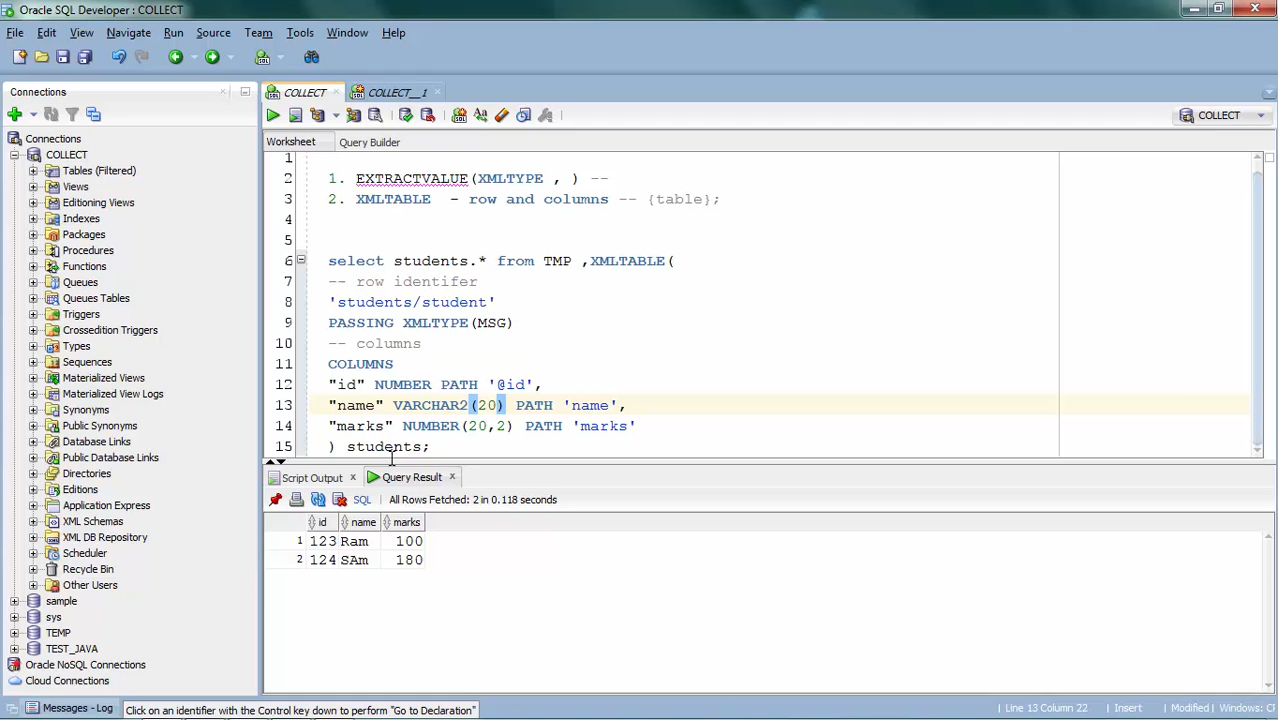 Oracle SQL Developer : COLLECT
File Edit View Navigate Run Source Team Tools Window Help
Connections
COLLECT
COLLECT__1
COLLECT
Worksheet Query Builder
Connections
COLLECT
Tables (Filtered)
Views
Editioning Views
Indexes
Packages
Procedures
Functions
Queues
Queues Tables
Triggers
Crossedition Triggers
Types
Sequences
Materialized Views
Materialized View Logs
Synonyms
Public Synonyms
Database Links
Public Database Links
Directories
Editions
Application Express
XML Schemas
XML DB Repository
Scheduler
Recycle Bin
Other Users
sample
sys
TEMP
TEST_JAVA
Oracle NoSQL Connections
Cloud Connections
1
2 1. EXTRACTVALUE(XMLTYPE , ) --
3 2. XMLTABLE - row and columns -- {table};
4
5
6 select students.* from TMP ,XMLTABLE(
7 -- row identifer
8 'students/student'
9 PASSING XMLTYPE(MSG)
10 -- columns
11 COLUMNS
12 "id" NUMBER PATH '@id',
13 "name" VARCHAR2(20) PATH 'name',
14 "marks" NUMBER(20,2) PATH 'marks'
15 ) students;
Script Output Query Result
SQL All Rows Fetched: 2 in 0.118 seconds
id name marks
1 123 Ram 100
2 124 SAm 180
Messages - Log
Click on an identifier with the Control key down to perform "Go to Declaration"
Line 13 Column 22 Insert Modified Windows: CF